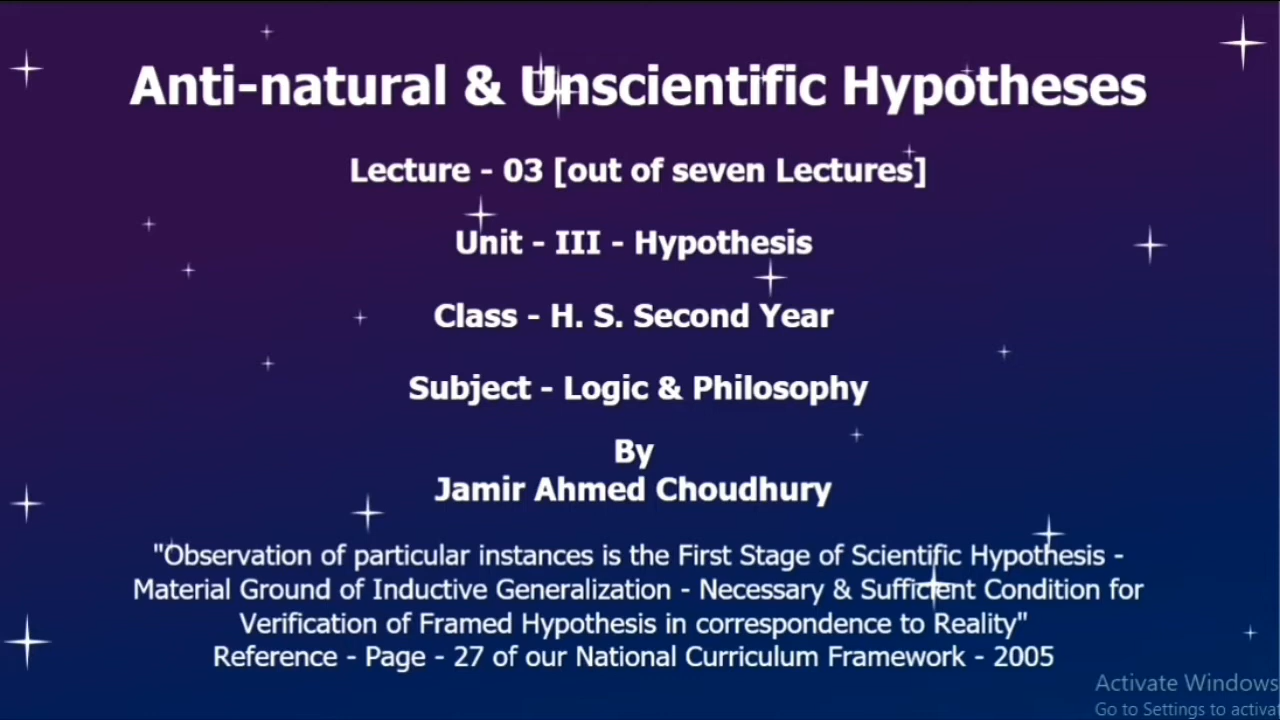 Anti-natural & Unscientific Hypotheses
Lecture - 03 [out of seven Lectures]
Unit - III - Hypothesis
Class - H. S. Second Year
Subject - Logic & Philosophy
By
Jamir Ahmed Choudhury
"Observation of particular instances is the First Stage of Scientific Hypothesis -
Material Ground of Inductive Generalization - Necessary & Sufficient Condition for
Verification of Framed Hypothesis in correspondence to Reality"
Reference - Page - 27 of our National Curriculum Framework - 2005
Activate Windows
Go to Settings to activat